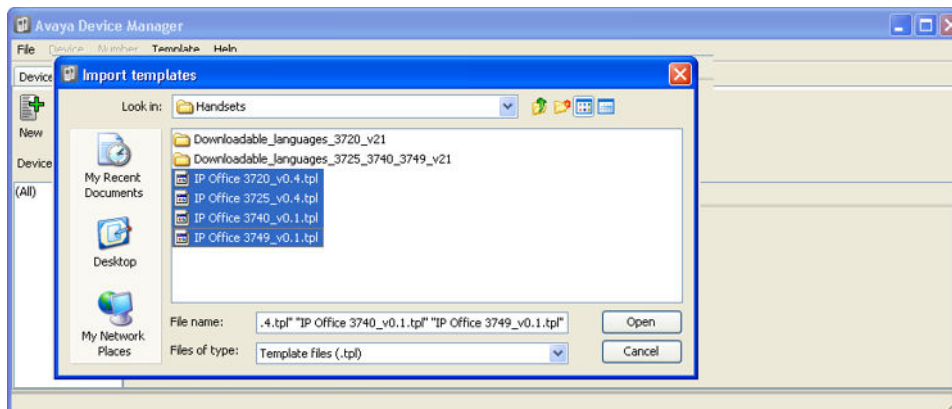 Avaya Device Manager
File Device Number Template Help
Device
Import templates
Look in: Handsets
New
Device
(All)
My Recent Documents
Desktop
My Network Places
Downloadable_languages_3720_v21
Downloadable_languages_3725_3740_3749_v21
IP Office 3720_v0.4.tpl
IP Office 3725_v0.4.tpl
IP Office 3740_v0.1.tpl
IP Office 3749_v0.1.tpl
File name: .4.tpl" "IP Office 3740_v0.1.tpl" "IP Office 3749_v0.1.tpl" Open
Files of type: Template files (.tpl) Cancel